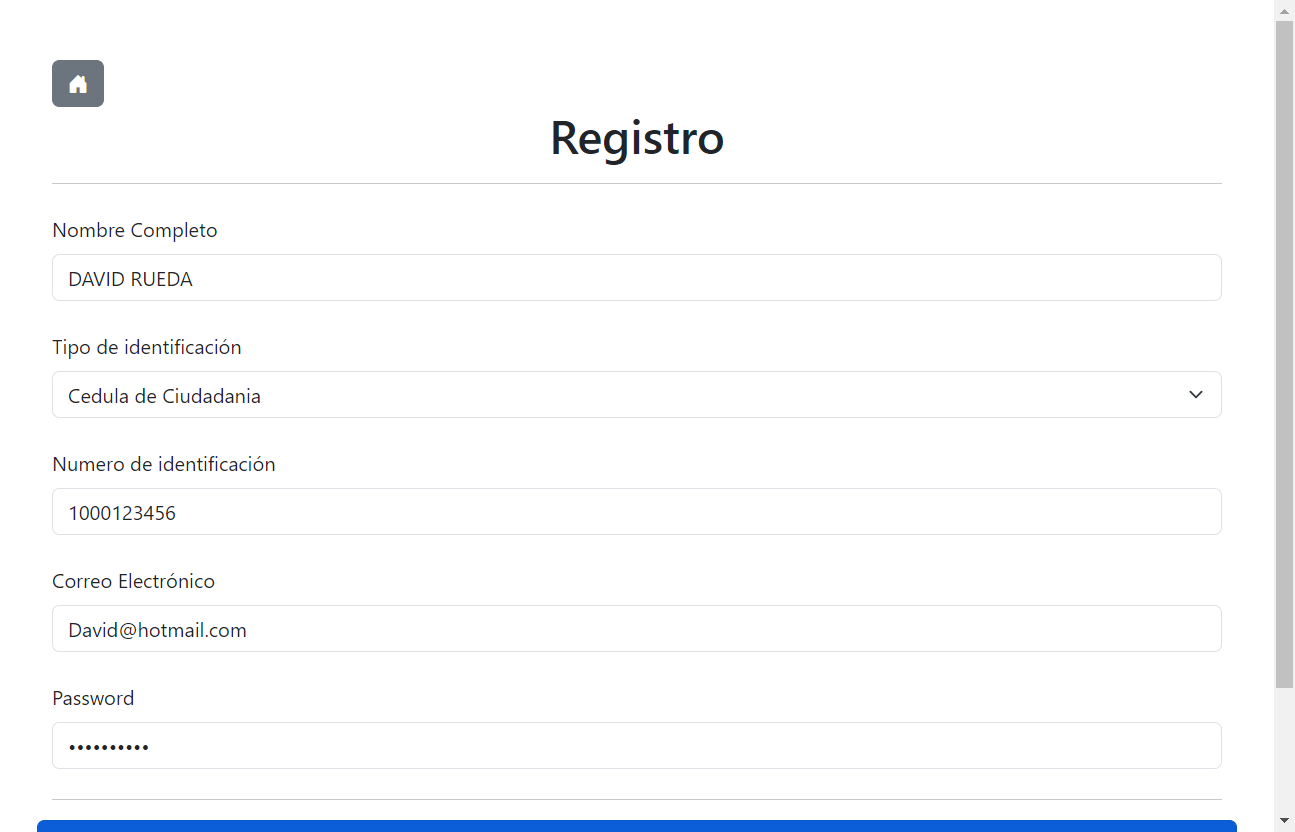 Registro
Nombre Completo
DAVID RUEDA
Tipo de identificación
Cedula de Ciudadania
Numero de identificación
1000123456
Correo Electrónico
David@hotmail.com
Password
••••••••••